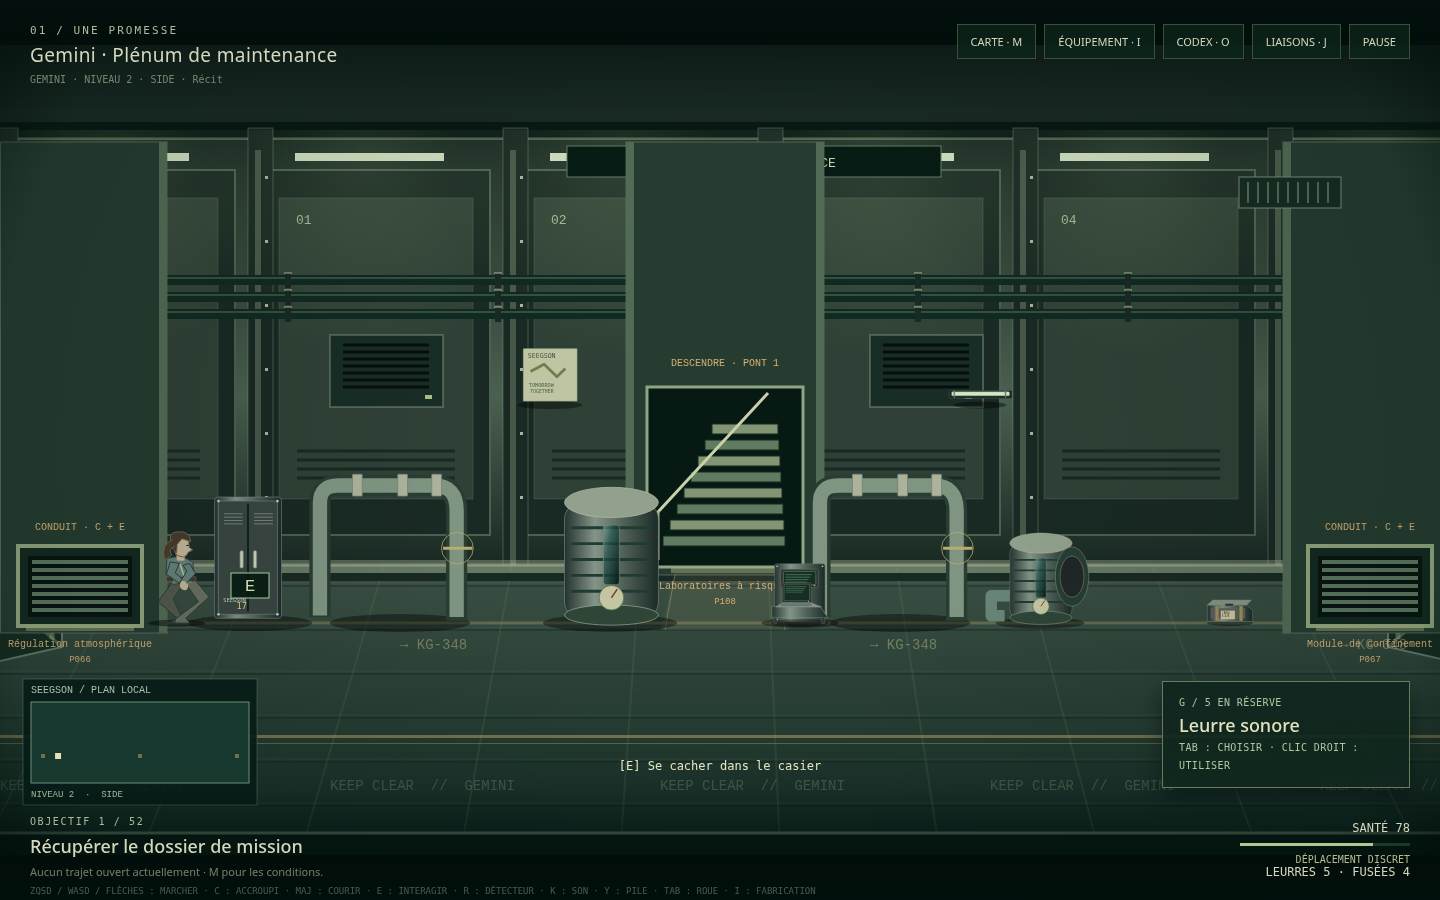 01 / UNE PROMESSE
Gemini · Plénum de maintenance
GEMINI · NIVEAU 2 · SIDE · Récit
CARTE · M
ÉQUIPEMENT · I
CODEX · O
LIAISONS · J
PAUSE
CE
01
02
04
SEEGSON
TOMORROW
TOGETHER
DESCENDRE · PONT 1
CONDUIT · C + E
CONDUIT · C + E
E
SEEGSON
17
Laboratoires à risq
P108
Régulation atmosphérique
P066
→ KG-348
→ KG-348
Module de confinement
P067
SEEGSON / PLAN LOCAL
NIVEAU 2 · SIDE
G / 5 EN RÉSERVE
Leurre sonore
TAB : CHOISIR · CLIC DROIT :
UTILISER
[E] Se cacher dans le casier
KEEP CLEAR // GEMINI
KEEP CLEAR // GEMINI
KEEP CLEAR // GEMINI
OBJECTIF 1 / 52
Récupérer le dossier de mission
Aucun trajet ouvert actuellement · M pour les conditions.
ZQSD / WASD / FLÈCHES : MARCHER · C : ACCROUPI · MAJ : COURIR · E : INTERAGIR · R : DÉTECTEUR · K : SON · Y : PILE · TAB : ROUE · I : FABRICATION
SANTÉ 78
DÉPLACEMENT DISCRET
LEURRES 5 · FUSÉES 4